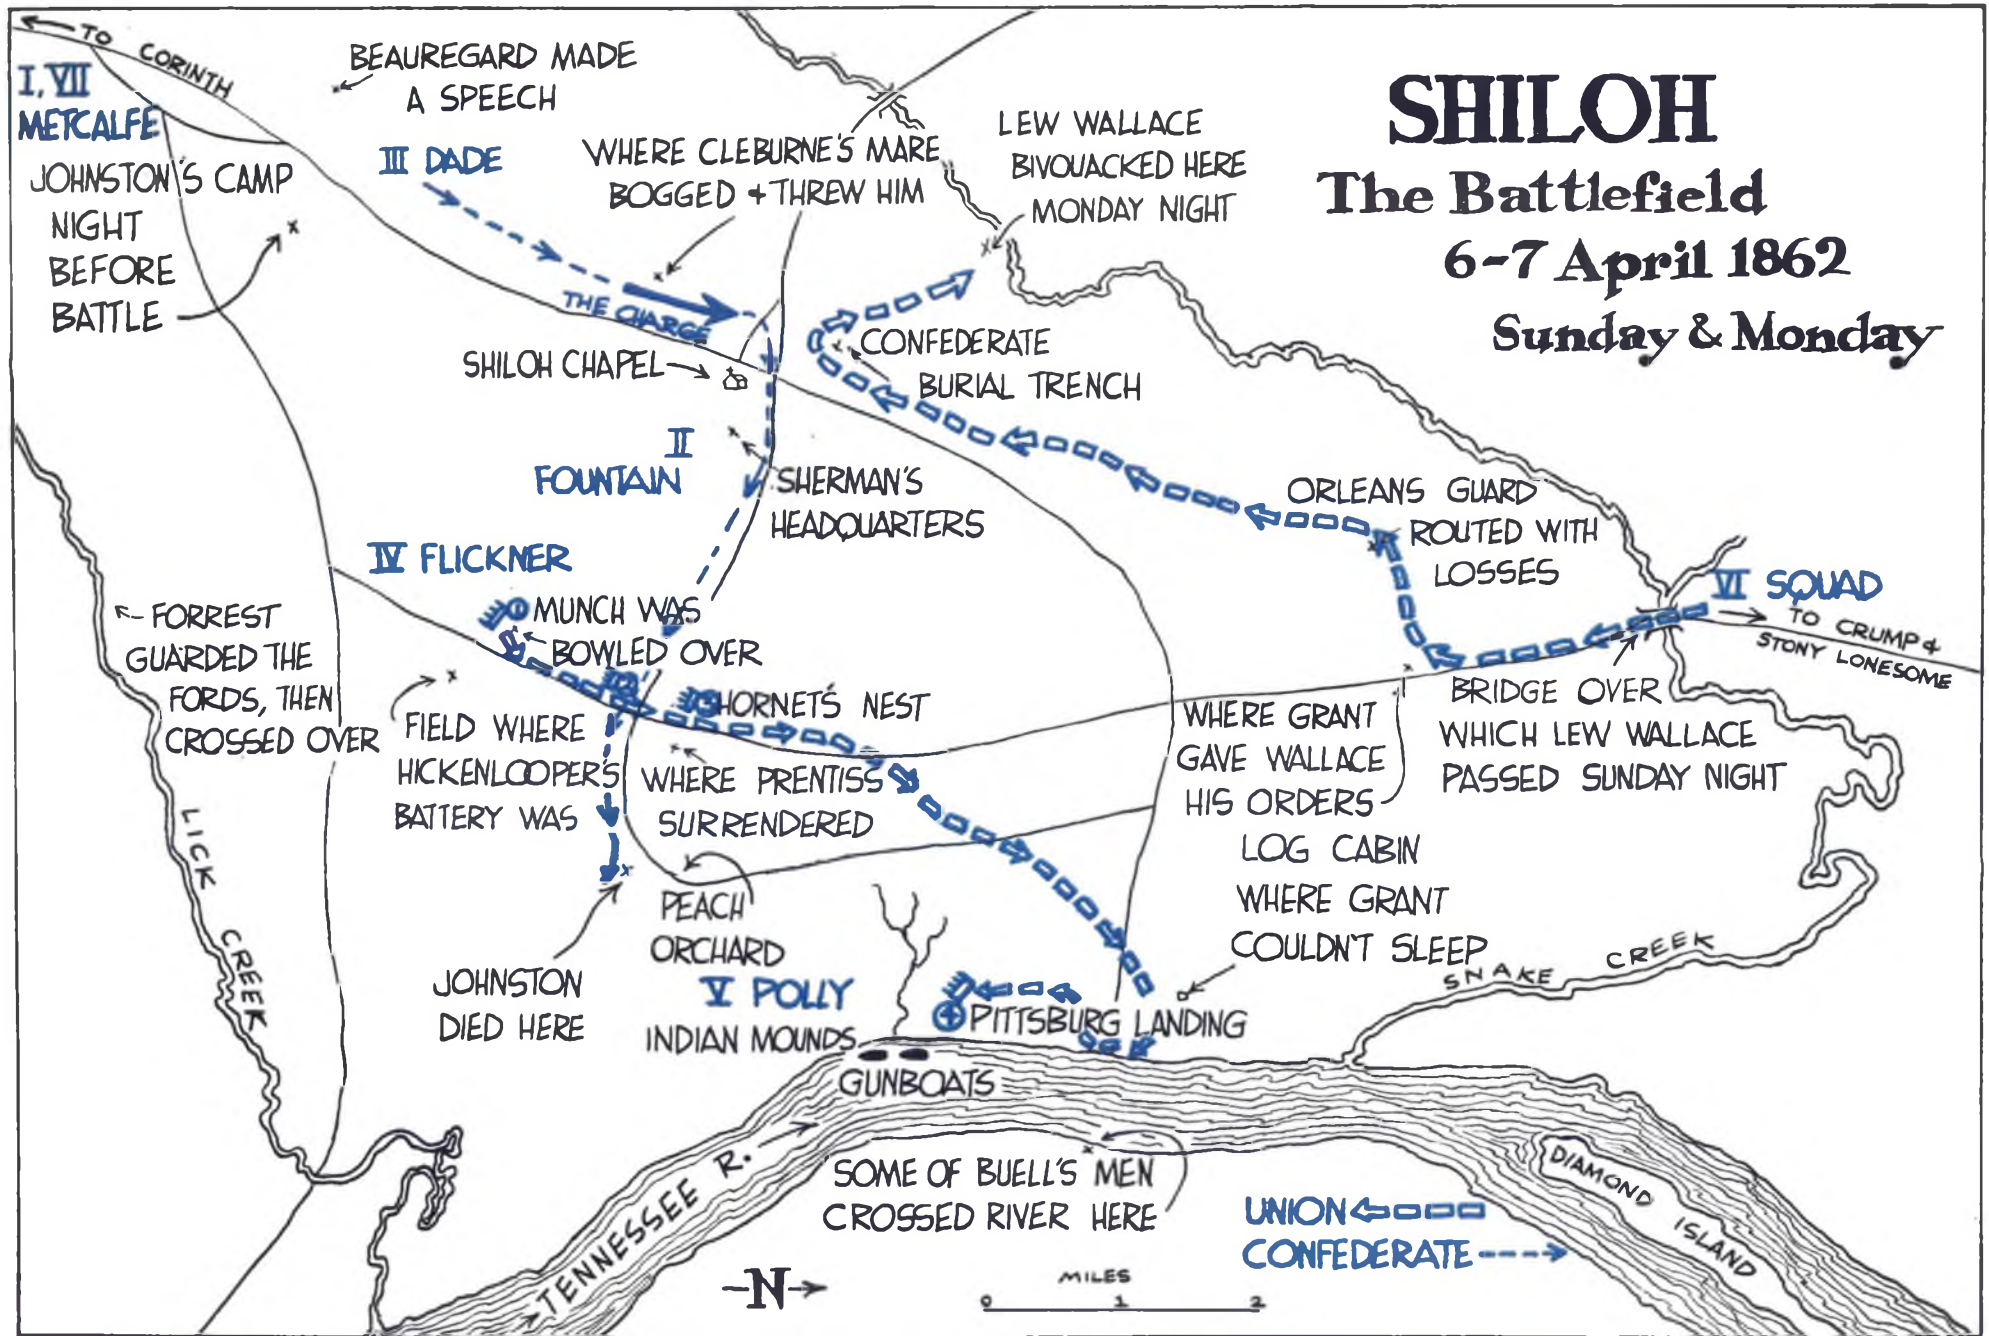 SHILOH
The Battlefield
6-7 April 1862
Sunday & Monday
TO CORINTH
I, VII
METCALFE
JOHNSTON'S CAMP
NIGHT
BEFORE
BATTLE
BEAUREGARD MADE
A SPEECH
III DADE
WHERE CLEBURNE'S MARE
BOGGED + THREW HIM
LEW WALLACE
BIVOUACKED HERE
MONDAY NIGHT
THE CHARGE
SHILOH CHAPEL
CONFEDERATE
BURIAL TRENCH
II
FOUNTAIN
SHERMAN'S
HEADQUARTERS
ORLEANS GUARD
ROUTED WITH
LOSSES
IV FLICKNER
MUNCH WAS
BOWLED OVER
VI SQUAD
TO CRUMP &
STONY LONESOME
FORREST
GUARDED THE
FORDS, THEN
CROSSED OVER
FIELD WHERE
HICKENLOOPER'S
BATTERY WAS
HORNET'S NEST
WHERE PRENTISS
SURRENDERED
WHERE GRANT
GAVE WALLACE
HIS ORDERS
BRIDGE OVER
WHICH LEW WALLACE
PASSED SUNDAY NIGHT
LOG CABIN
WHERE GRANT
COULDN'T SLEEP
LICK CREEK
PEACH
ORCHARD
JOHNSTON
DIED HERE
V POLLY
INDIAN MOUNDS
PITTSBURG LANDING
SNAKE CREEK
GUNBOATS
TENNESSEE R.
SOME OF BUELL'S MEN
CROSSED RIVER HERE
DIAMOND ISLAND
UNION
CONFEDERATE
N
MILES
0 1 2